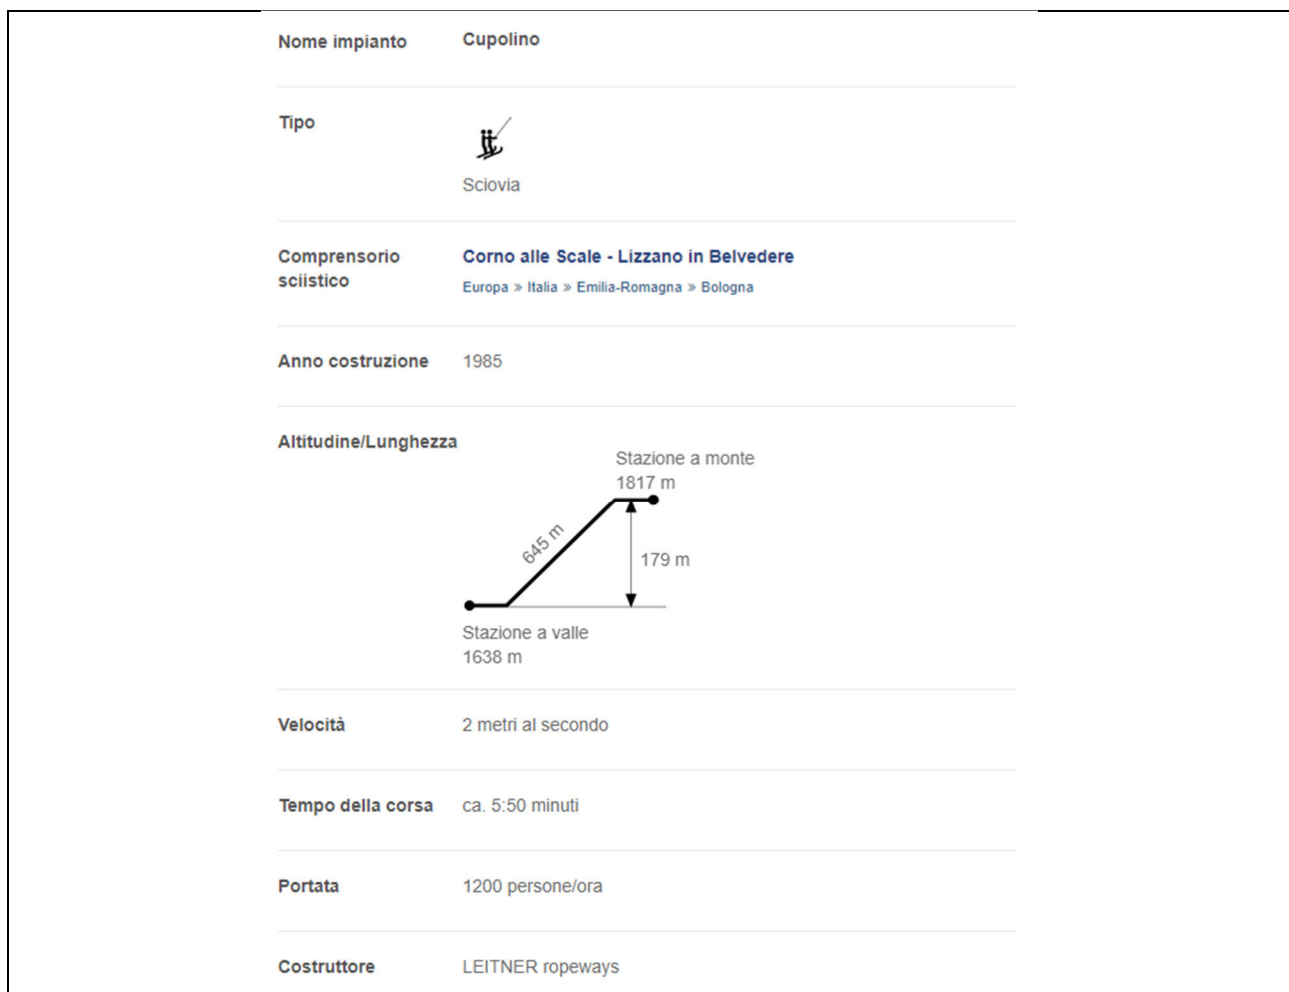 Nome impianto Cupolino
Tipo
Sciovia
Comprensorio sciistico
Corno alle Scale - Lizzano in Belvedere
Europa » Italia » Emilia-Romagna » Bologna
Anno costruzione 1985
Altitudine/Lunghezza
Stazione a monte
1817 m
645 m
179 m
Stazione a valle
1638 m
Velocità 2 metri al secondo
Tempo della corsa ca. 5:50 minuti
Portata 1200 persone/ora
Costruttore LEITNER ropeways